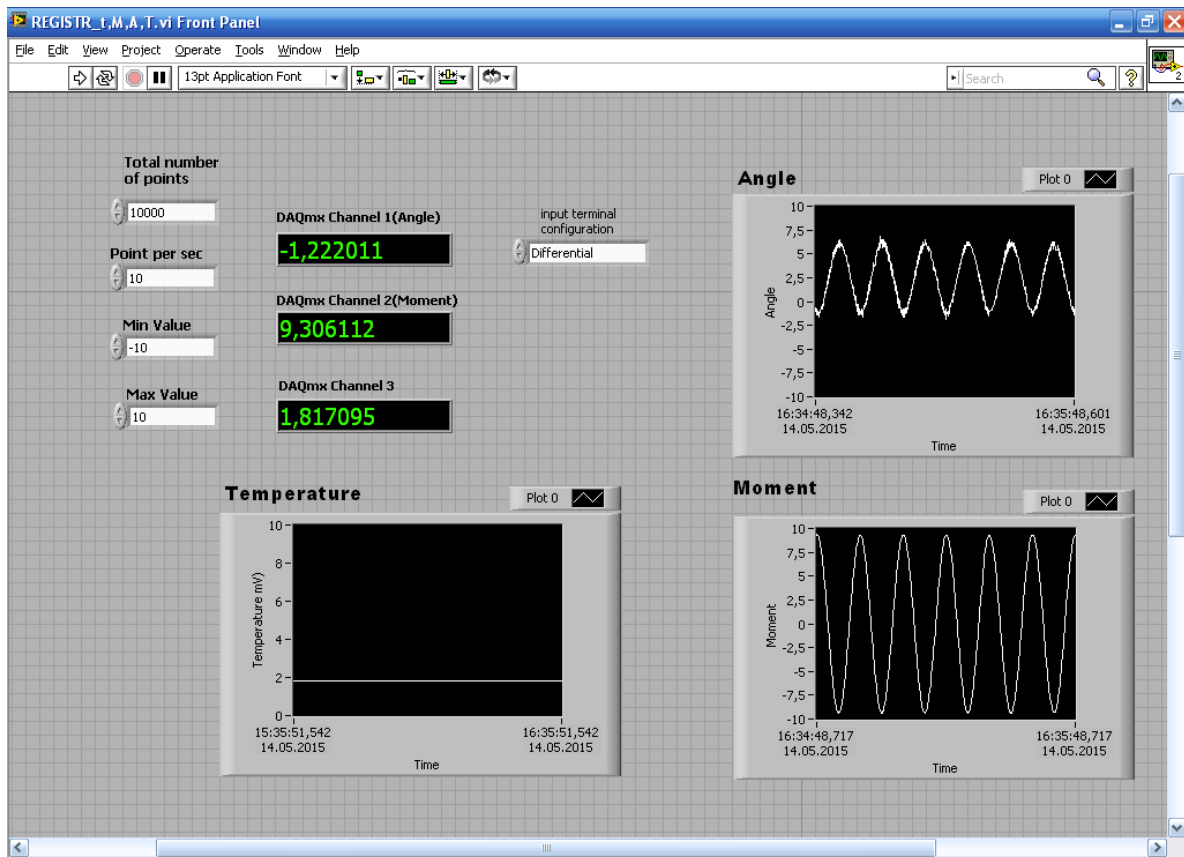 REGISTR_t,M,A,T.vi Front Panel
File Edit View Project Operate Tools Window Help
13pt Application Font
Search
2
Total number
of points
10000
Point per sec
10
Min Value
-10
Max Value
10
DAQmx Channel 1(Angle)
-1,222011
DAQmx Channel 2(Moment)
9,306112
DAQmx Channel 3
1,817095
input terminal
configuration
Differential
Angle
Plot 0
10
7,5
5
2,5
0
-2,5
-5
-7,5
-10
Angle
16:34:48,342
14.05.2015
16:35:48,601
14.05.2015
Time
Temperature
Plot 0
10
8
6
4
2
0
Temperature mV)
15:35:51,542
14.05.2015
16:35:51,542
14.05.2015
Time
Moment
Plot 0
10
7,5
5
2,5
0
-2,5
-5
-7,5
-10
Moment
16:34:48,717
14.05.2015
16:35:48,717
14.05.2015
Time